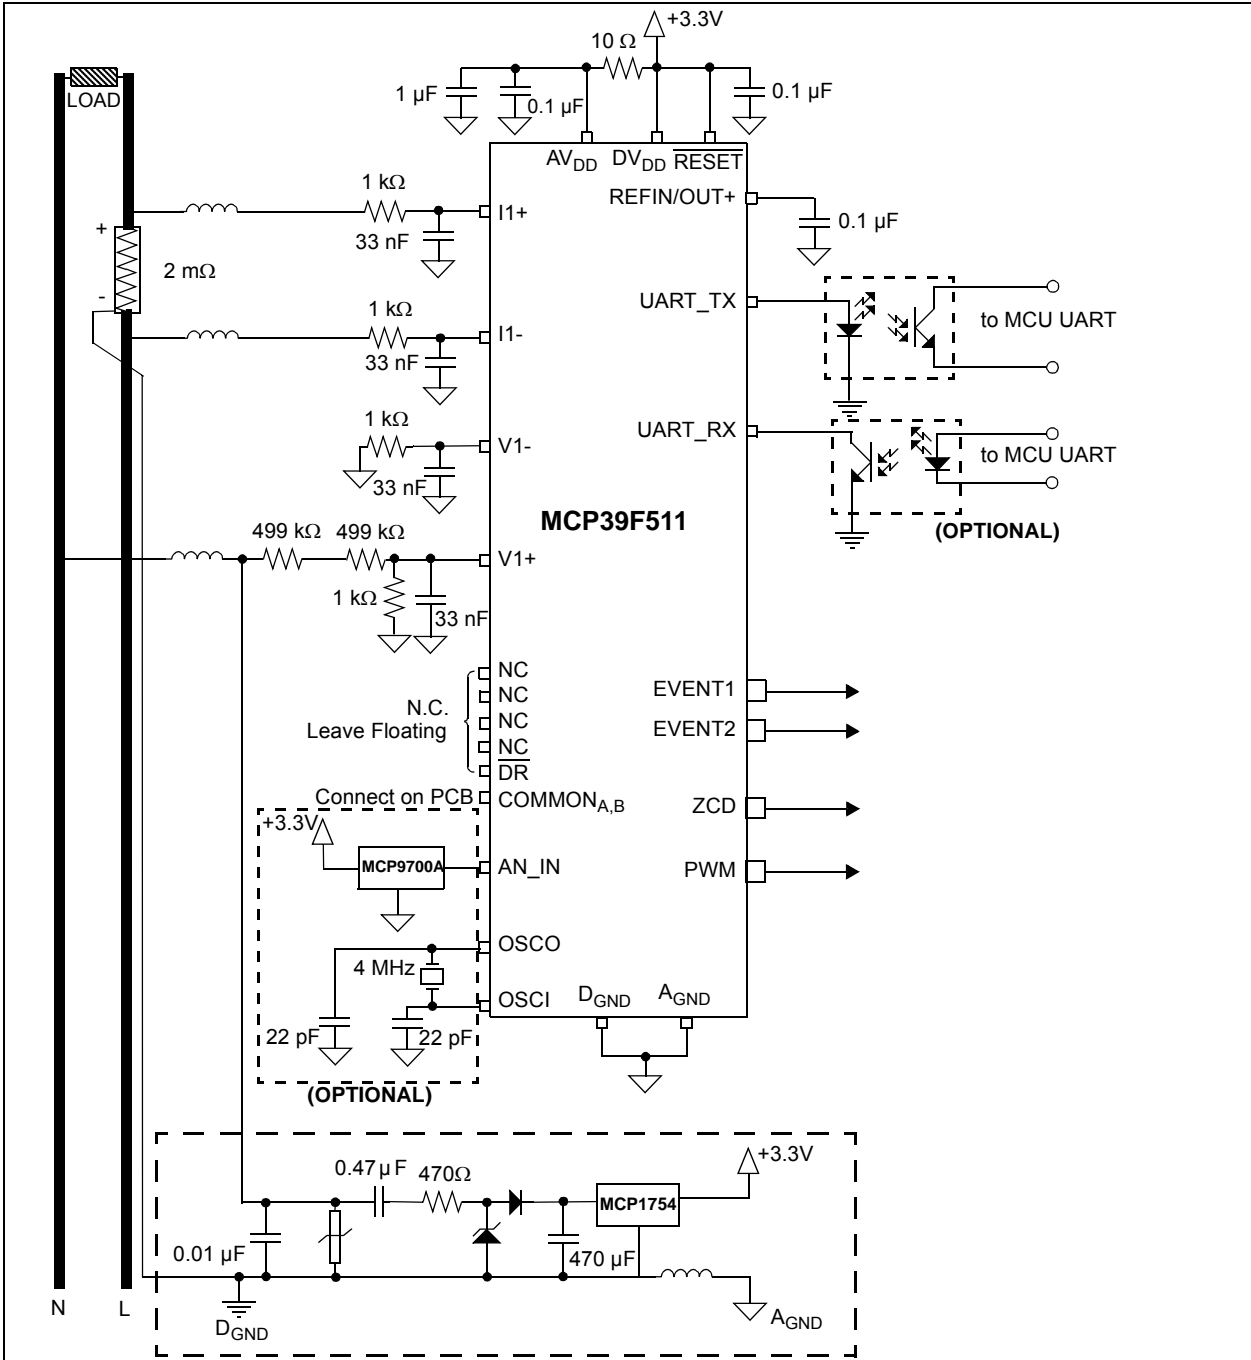 +3.3V
10 Ω
1 µF
0.1 µF
0.1 µF
LOAD
AVDD
DVDD
RESET
1 kΩ
I1+
REFIN/OUT+
33 nF
0.1 µF
+
2 mΩ
-
1 kΩ
I1-
UART_TX
to MCU UART
33 nF
1 kΩ
V1-
UART_RX
to MCU UART
33 nF
MCP39F511
(OPTIONAL)
499 kΩ
499 kΩ
V1+
1 kΩ
33 nF
NC
NC
NC
NC
DR
N.C.
Leave Floating
EVENT1
EVENT2
Connect on PCB
COMMONA,B
ZCD
+3.3V
MCP9700A
AN_IN
PWM
OSCO
4 MHz
OSCI
DGND
AGND
22 pF
22 pF
(OPTIONAL)
+3.3V
0.47µF
470Ω
MCP1754
0.01 µF
470 µF
N
L
DGND
AGND